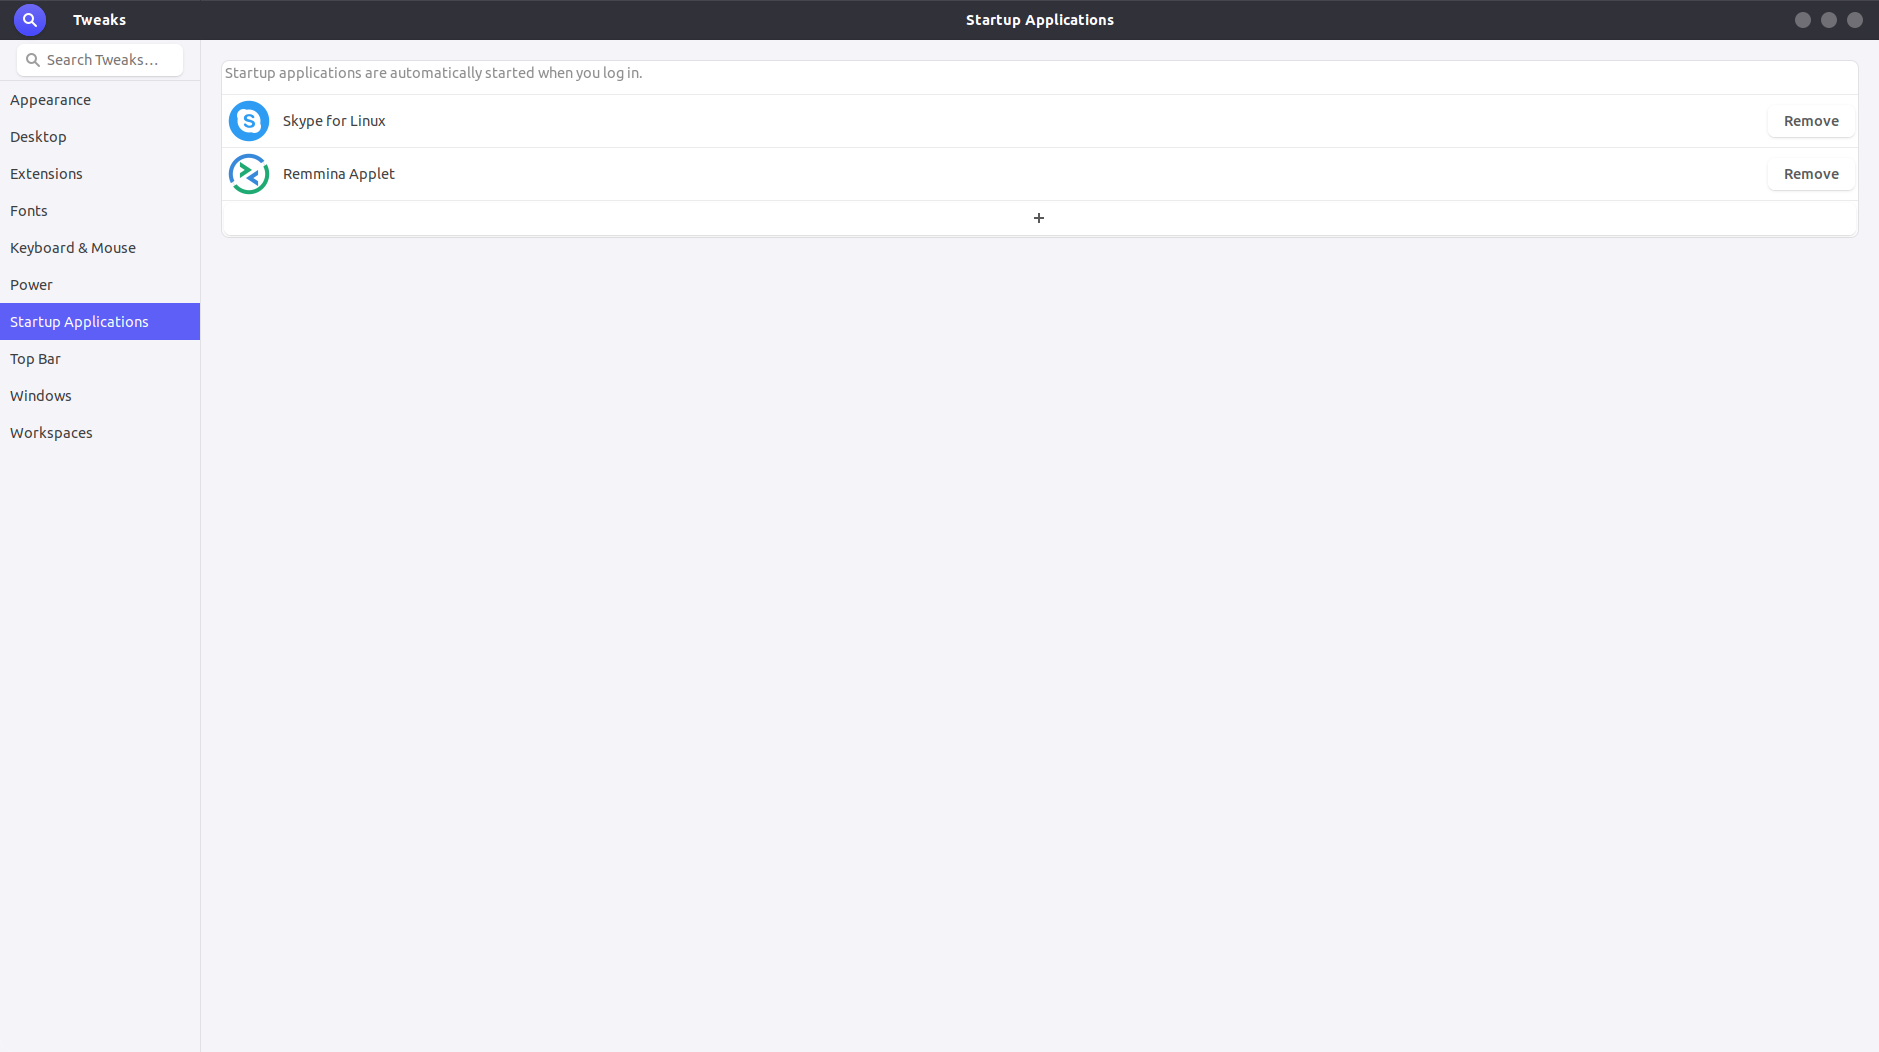 Tweaks
Startup Applications
Search Tweaks...
Appearance
Desktop
Extensions
Fonts
Keyboard & Mouse
Power
Startup Applications
Top Bar
Windows
Workspaces
Startup applications are automatically started when you log in.
S
Skype for Linux
Remove
Remmina Applet
Remove
+